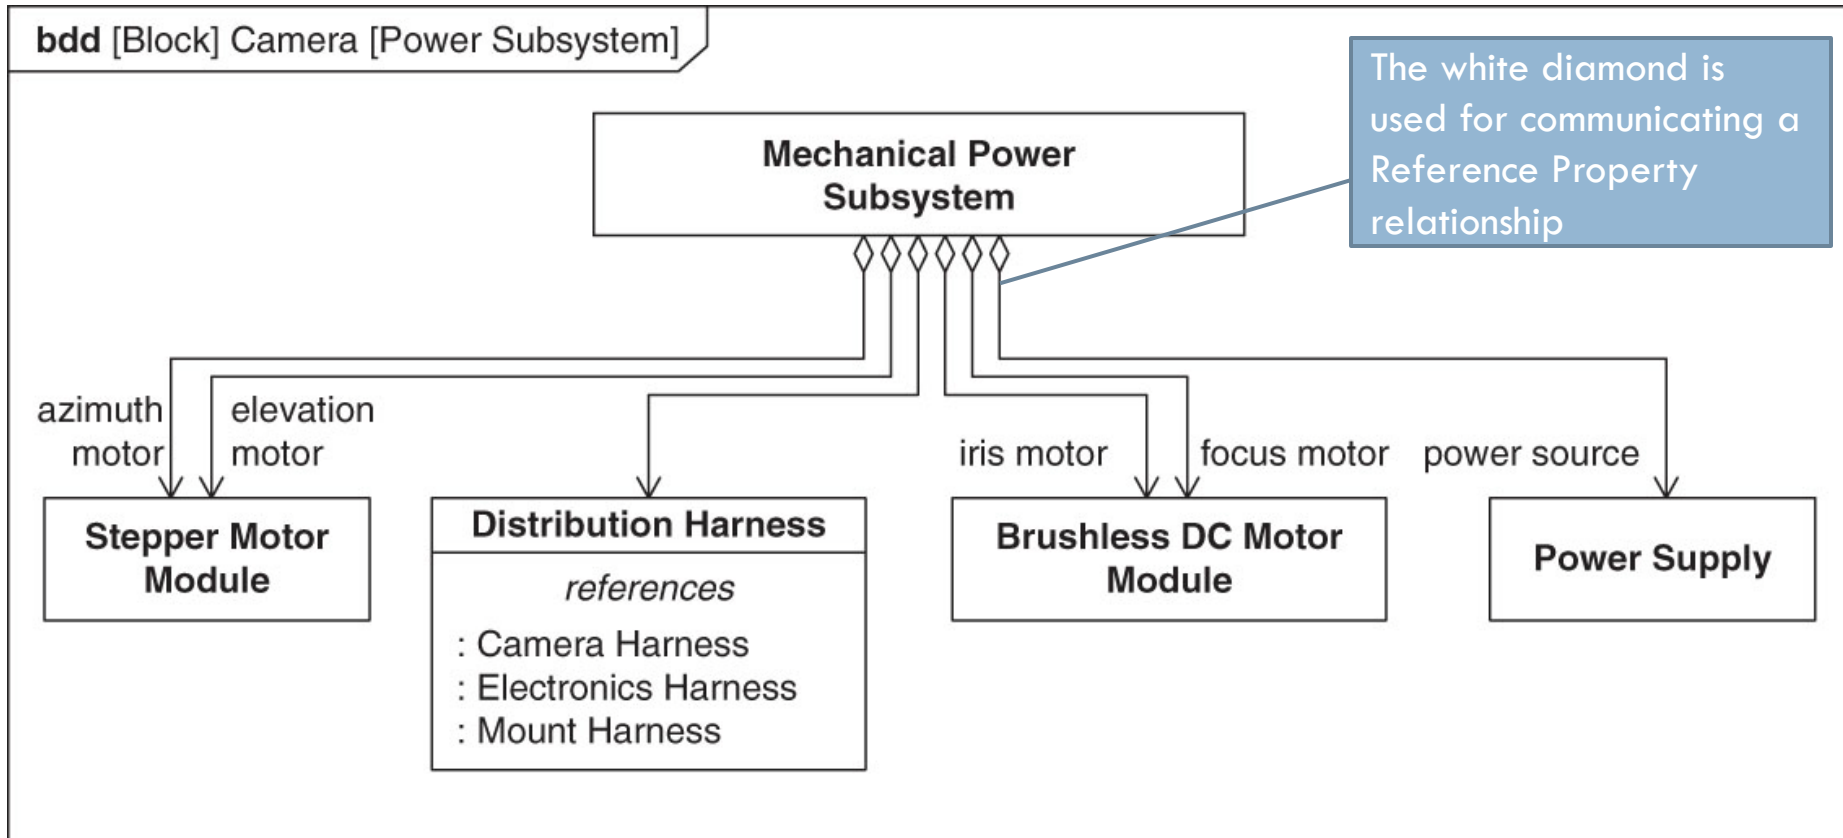 bdd [Block] Camera [Power Subsystem]
The white diamond is
used for communicating a
Reference Property
relationship
Mechanical Power
Subsystem
azimuth
motor
elevation
motor
iris motor
focus motor
power source
Stepper Motor
Module
Distribution Harness
references
: Camera Harness
: Electronics Harness
: Mount Harness
Brushless DC Motor
Module
Power Supply